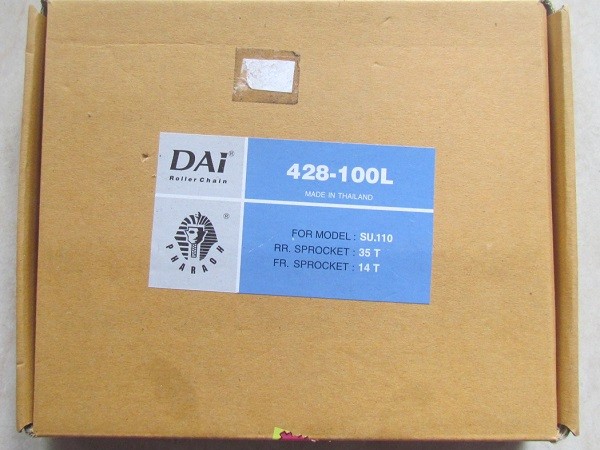 DAi®
Roller Chain
428-100L
MADE IN THAILAND
®
PHARAOH
FOR MODEL : SU.110
RR. SPROCKET : 35 T
FR. SPROCKET : 14 T